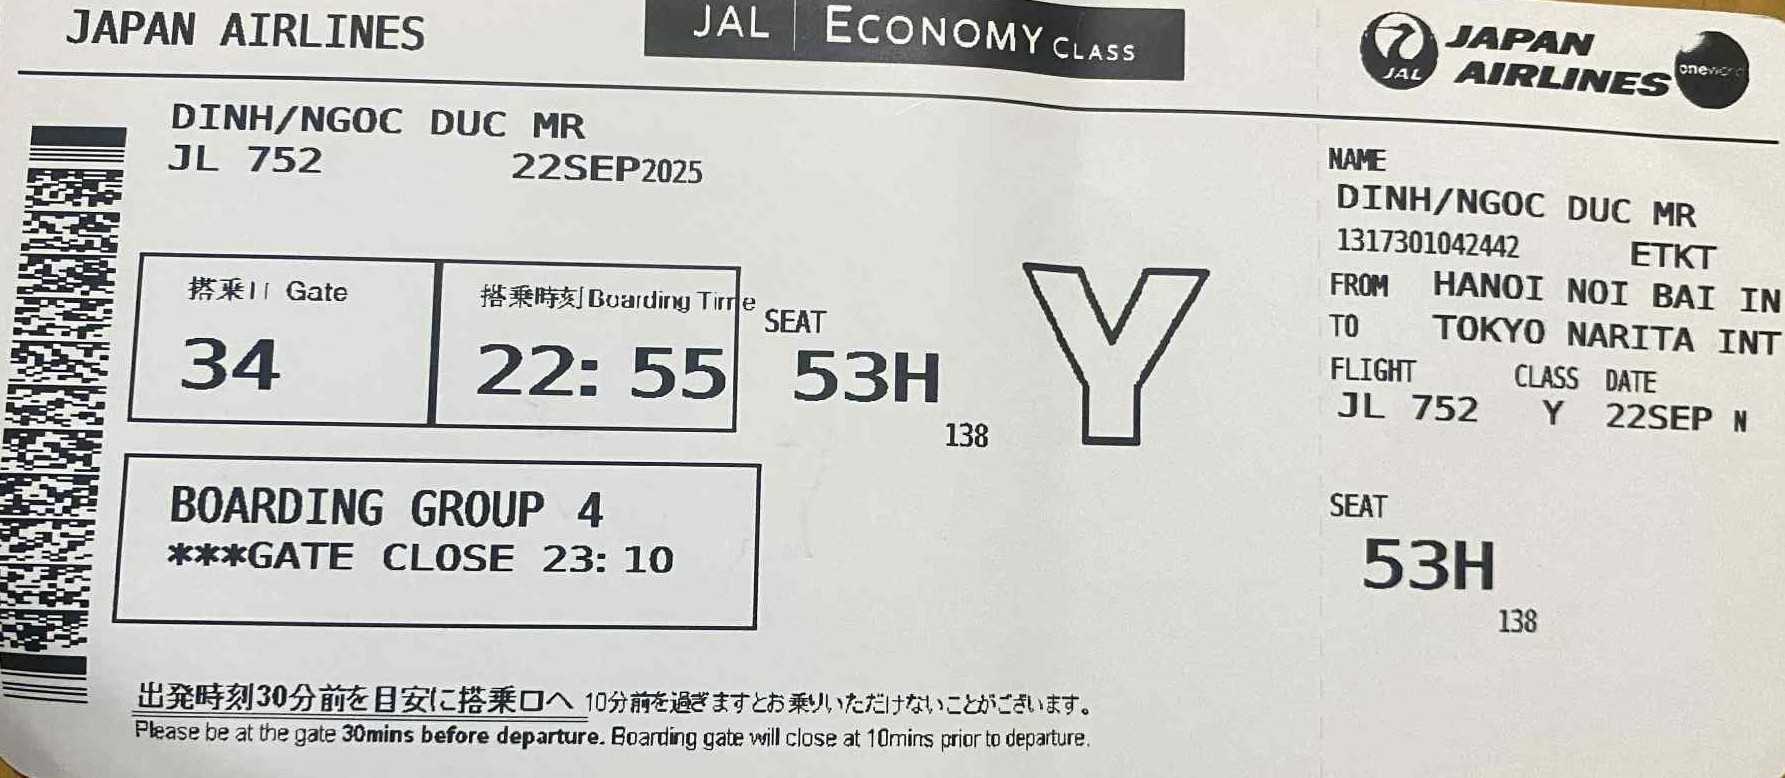 JAPAN AIRLINES
JAL ECONOMY CLASS
JAL
JAPAN AIRLINES
oneworld
DINH/NGOC DUC MR
JL 752 22SEP2025
搭乗口 Gate
34
搭乗時刻 Boarding Time
22:55
SEAT
53H
138
Y
BOARDING GROUP 4
***GATE CLOSE 23:10
出発時刻30分前を目安に搭乗口へ 10分前を過ぎますとお乗りいただけないことがございます。
Please be at the gate 30mins before departure. Boarding gate will close at 10mins prior to departure.
NAME
DINH/NGOC DUC MR
1317301042442 ETKT
FROM HANOI NOI BAI IN
TO TOKYO NARITA INT
FLIGHT CLASS DATE
JL 752 Y 22SEP N
SEAT
53H
138